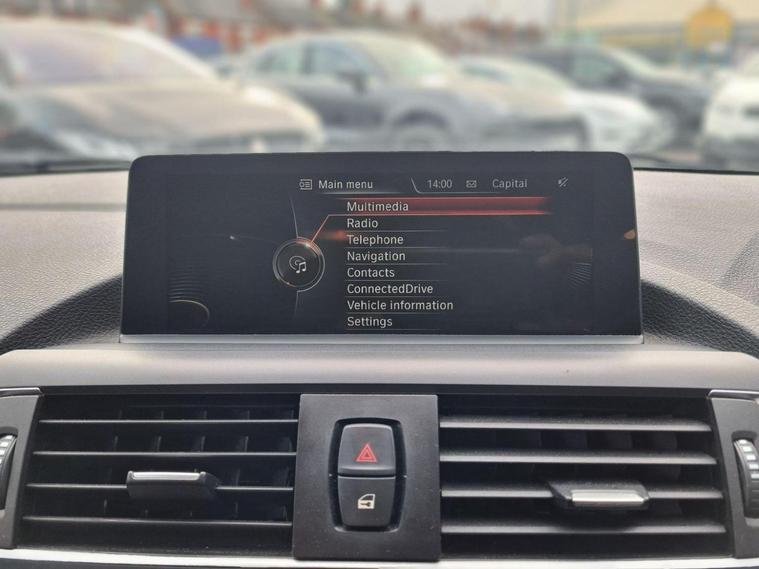 Main menu 14:00 Capital
Multimedia
Radio
Telephone
Navigation
Contacts
ConnectedDrive
Vehicle information
Settings